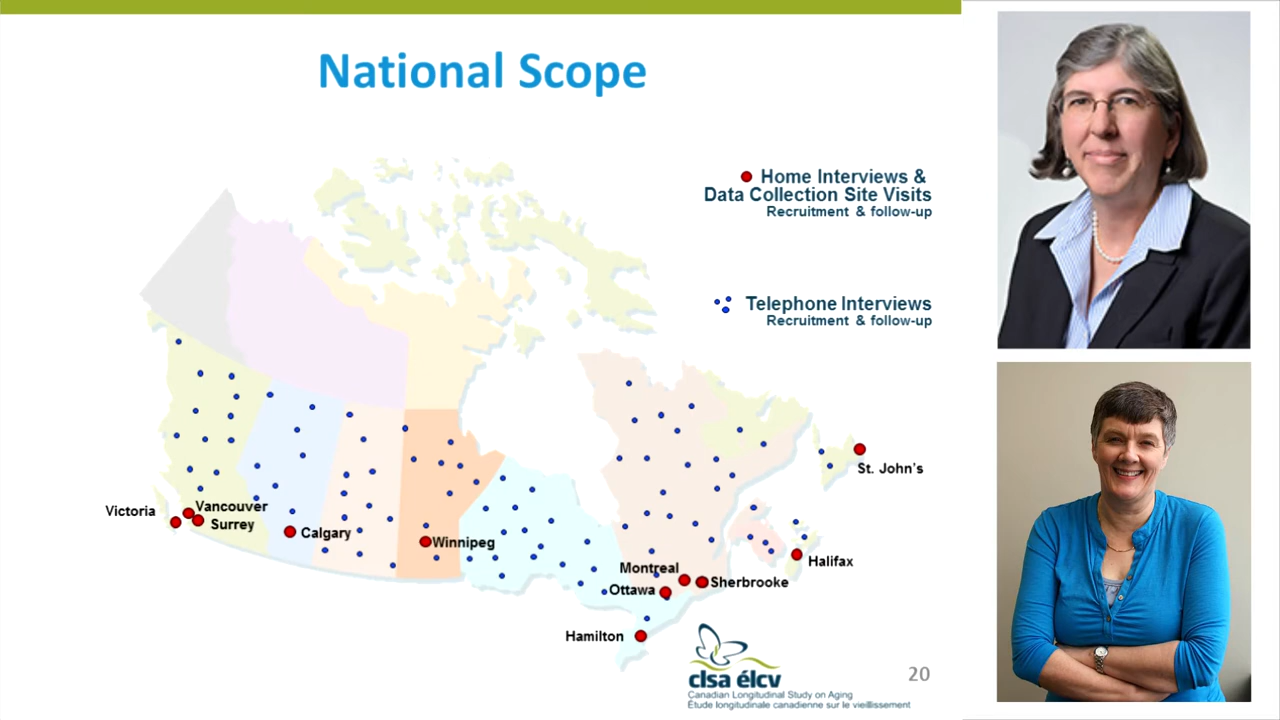 National Scope
Home Interviews &
Data Collection Site Visits
Recruitment & follow-up
Telephone Interviews
Recruitment & follow-up
St. John's
Victoria
Vancouver
Surrey
Calgary
Winnipeg
Halifax
Montreal
Sherbrooke
Ottawa
Hamilton
clsa élcv
Canadian Longitudinal Study on Aging
Étude longitudinale canadienne sur le vieillissement
20